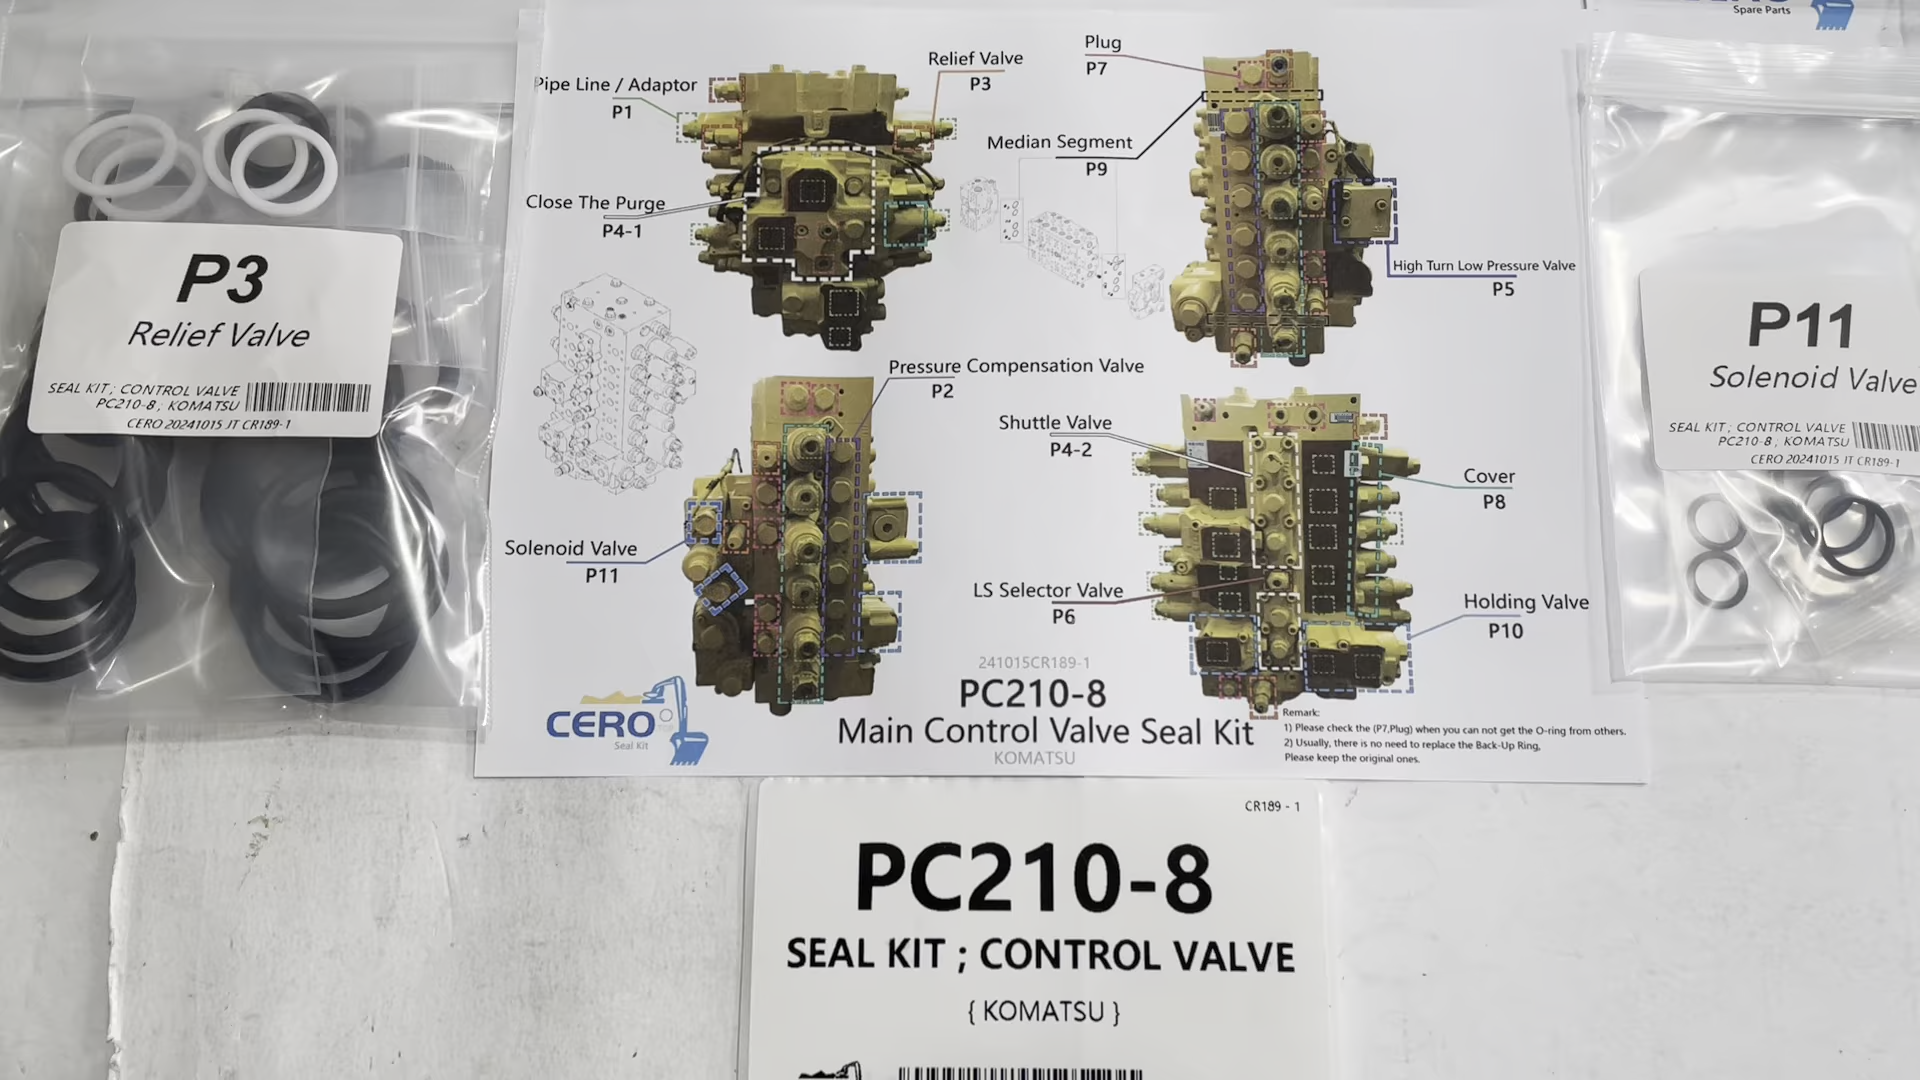 Spare Parts
P3
Relief Valve
SEAL KIT ; CONTROL VALVE
PC210-8 , KOMATSU
CERO 20241015 JT CR189-1
Pipe Line / Adaptor
P1
Relief Valve
P3
Plug
P7
Median Segment
P9
Close The Purge
P4-1
High Turn Low Pressure Valve
P5
Pressure Compensation Valve
P2
Shuttle Valve
P4-2
Cover
P8
Solenoid Valve
P11
LS Selector Valve
P6
Holding Valve
P10
241015CR189-1
PC210-8
Main Control Valve Seal Kit
KOMATSU
CERO
Seal Kit
Remark:
1) Please check the (P7,Plug) when you can not get the O-ring from others.
2) Usually, there is no need to replace the Back-Up Ring,
Please keep the original ones.
P11
Solenoid Valve
SEAL KIT ; CONTROL VALVE
PC210-8 , KOMATSU
CERO 20241015 JT CR189-1
CR189 - 1
PC210-8
SEAL KIT ; CONTROL VALVE
{ KOMATSU }